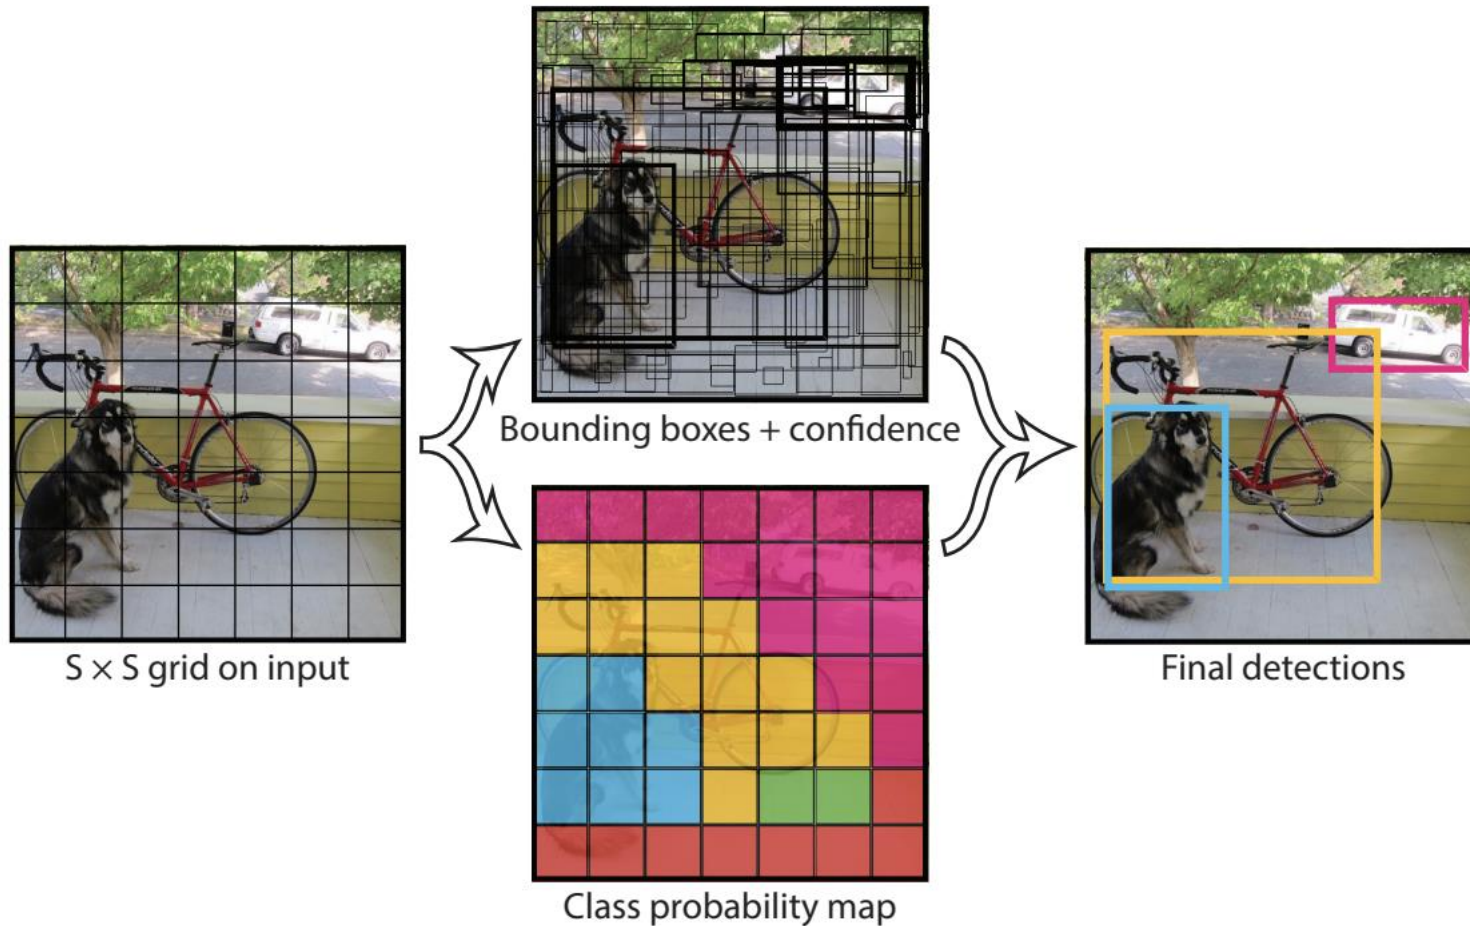 S × S grid on input
Bounding boxes + confidence
Class probability map
Final detections